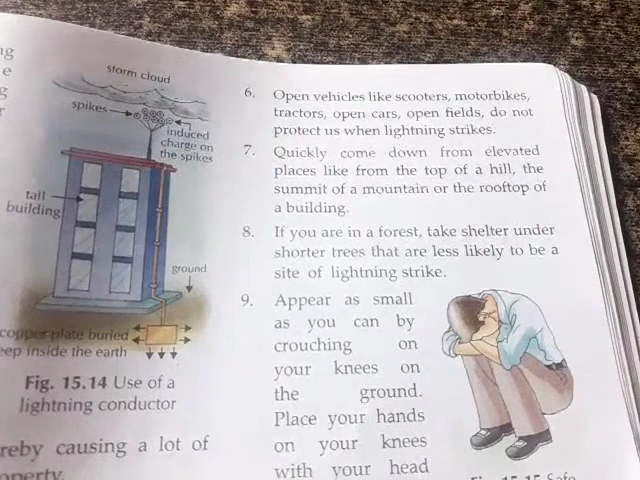 ng
e
g
r
storm cloud
spikes
induced
charge on
the spikes
tall
building
ground
copper plate buried
eep inside the earth
Fig. 15.14 Use of a
lightning conductor
reby causing a lot of
operty.
6. Open vehicles like scooters, motorbikes,
tractors, open cars, open fields, do not
protect us when lightning strikes.
7. Quickly come down from elevated
places like from the top of a hill, the
summit of a mountain or the rooftop of
a building.
8. If you are in a forest, take shelter under
shorter trees that are less likely to be a
site of lightning strike.
9. Appear as small
as you can by
crouching on
your knees on
the ground.
Place your hands
on your knees
with your head